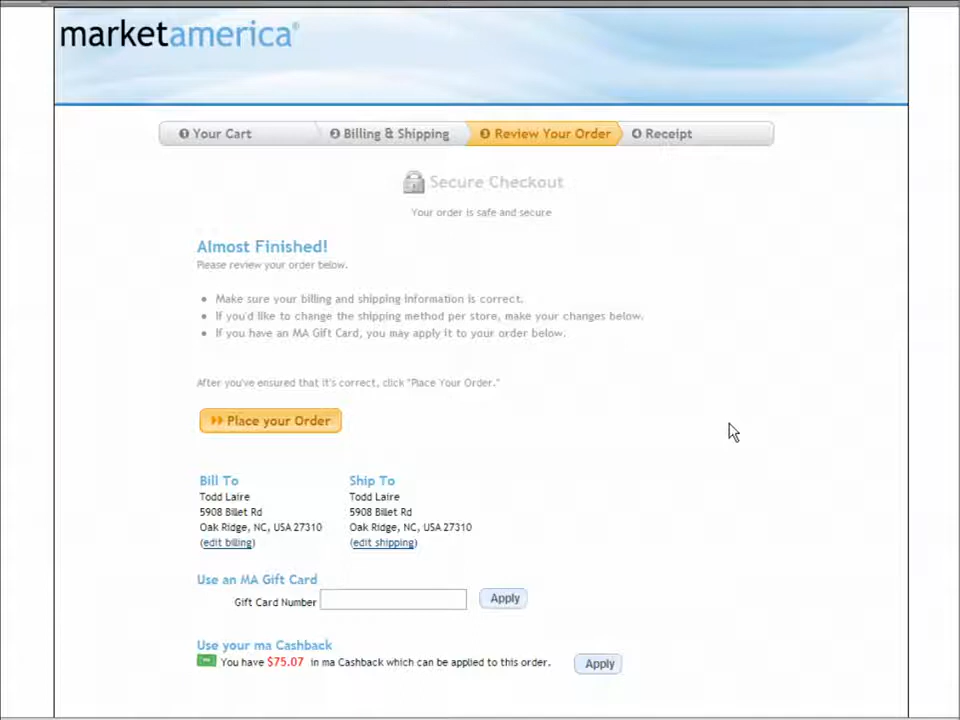 marketamerica®
1 Your Cart
2 Billing & Shipping
3 Review Your Order
4 Receipt
Secure Checkout
Your order is safe and secure
Almost Finished!
Please review your order below.
• Make sure your billing and shipping information is correct.
• If you'd like to change the shipping method per store, make your changes below.
• If you have an MA Gift Card, you may apply it to your order below.
After you've ensured that it's correct, click "Place Your Order."
Place your Order
Bill To
Todd Laire
5908 Billet Rd
Oak Ridge, NC, USA 27310
(edit billing)
Ship To
Todd Laire
5908 Billet Rd
Oak Ridge, NC, USA 27310
(edit shipping)
Use an MA Gift Card
Gift Card Number
Apply
Use your ma Cashback
You have $75.07 in ma Cashback which can be applied to this order.
Apply